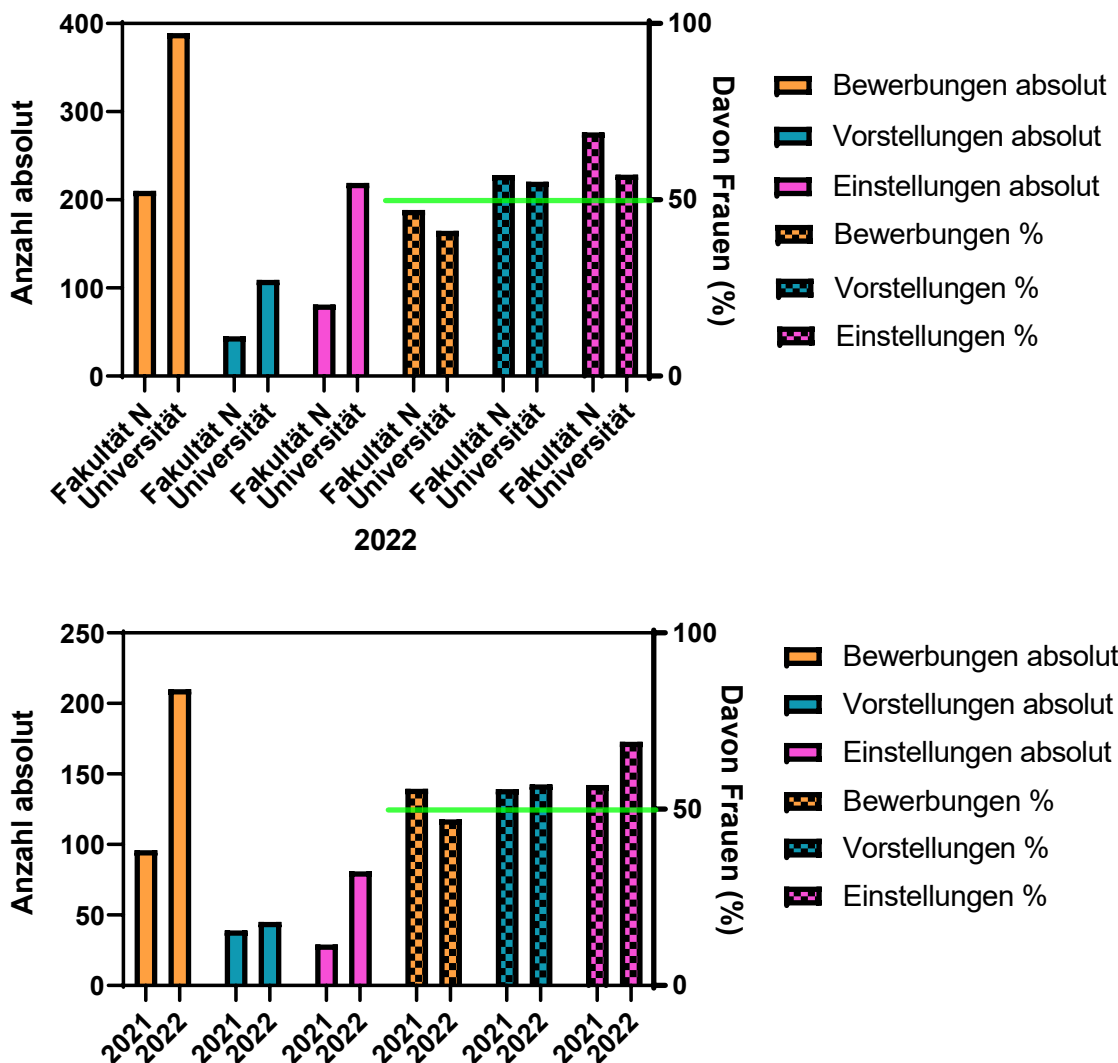 400
300
200
100
0
Anzahl absolut
100
50
0
Davon Frauen (%)
Bewerbungen absolut
Vorstellungen absolut
Einstellungen absolut
Bewerbungen %
Vorstellungen %
Einstellungen %
Fakultät N
Universität
Fakultät N
Universität
Fakultät N
Universität
Fakultät N
Universität
Fakultät N
Universität
Fakultät N
Universität
2022
250
200
150
100
50
0
Anzahl absolut
100
50
0
Davon Frauen (%)
Bewerbungen absolut
Vorstellungen absolut
Einstellungen absolut
Bewerbungen %
Vorstellungen %
Einstellungen %
2021
2022
2021
2022
2021
2022
2021
2022
2021
2022
2021
2022